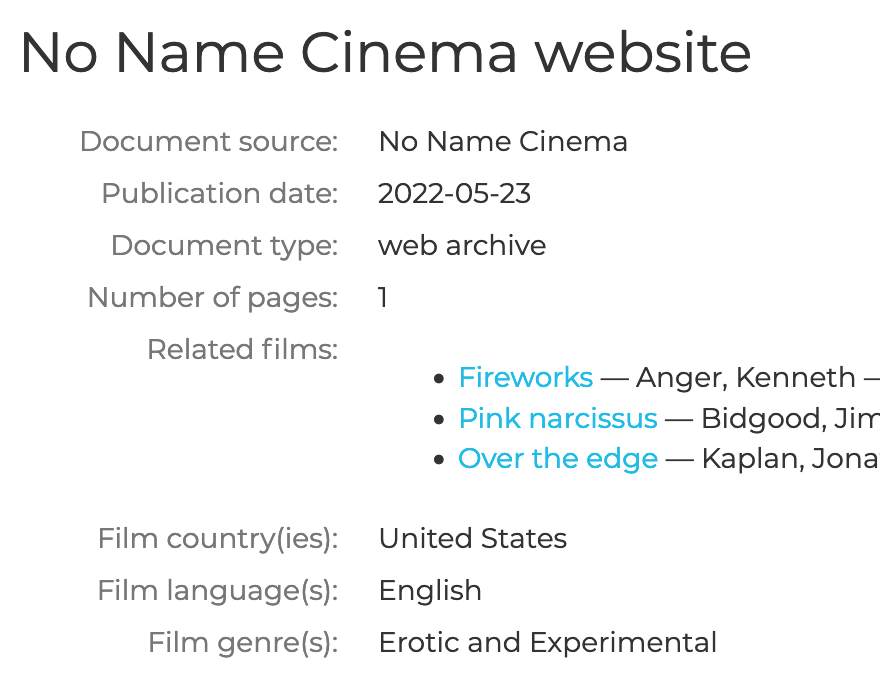 No Name Cinema website
Document source: No Name Cinema
Publication date: 2022-05-23
Document type: web archive
Number of pages: 1
Related films:
• Fireworks — Anger, Kenneth —
• Pink narcissus — Bidgood, Jim
• Over the edge — Kaplan, Jona
Film country(ies): United States
Film language(s): English
Film genre(s): Erotic and Experimental